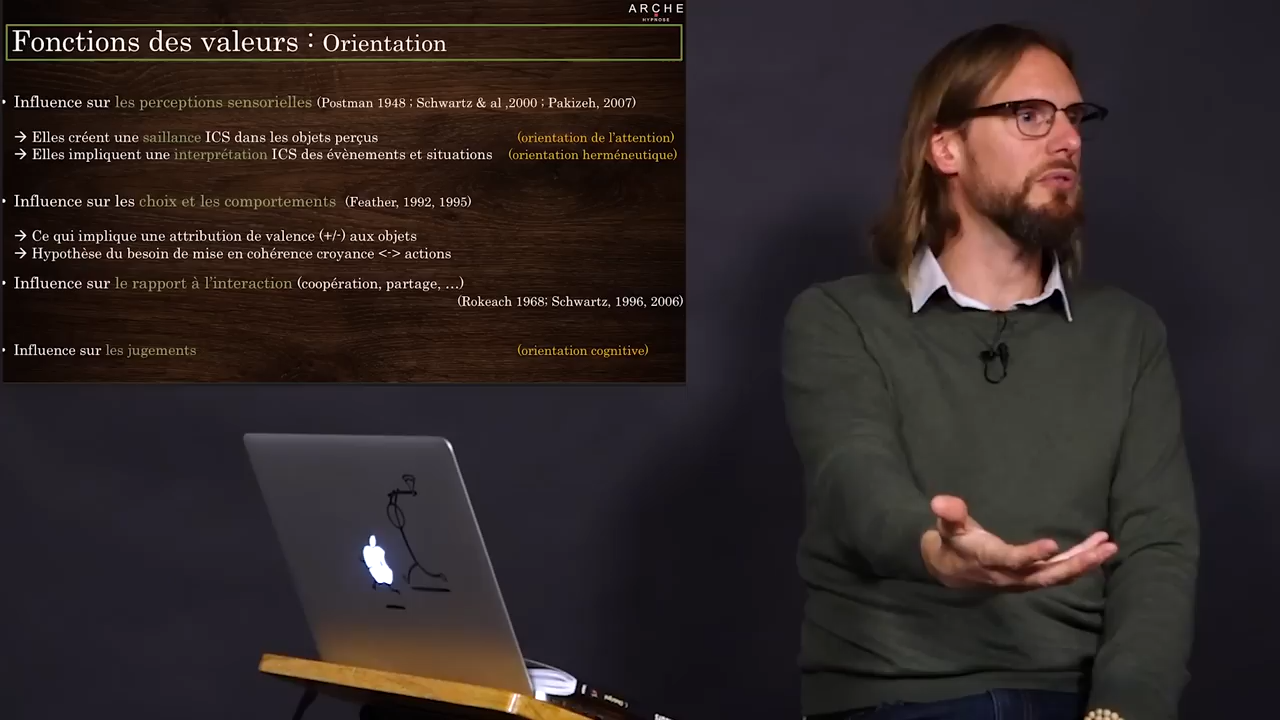 ARCHE
HYPNOSE
Fonctions des valeurs : Orientation
• Influence sur les perceptions sensorielles (Postman 1948 ; Schwartz & al ,2000 ; Pakizeh, 2007)
→ Elles créent une saillance ICS dans les objets perçus (orientation de l'attention)
→ Elles impliquent une interprétation ICS des évènements et situations (orientation herméneutique)
• Influence sur les choix et les comportements (Feather, 1992, 1995)
→ Ce qui implique une attribution de valence (+/-) aux objets
→ Hypothèse du besoin de mise en cohérence croyance <-> actions
• Influence sur le rapport à l'interaction (coopération, partage, …)
(Rokeach 1968; Schwartz, 1996, 2006)
• Influence sur les jugements (orientation cognitive)